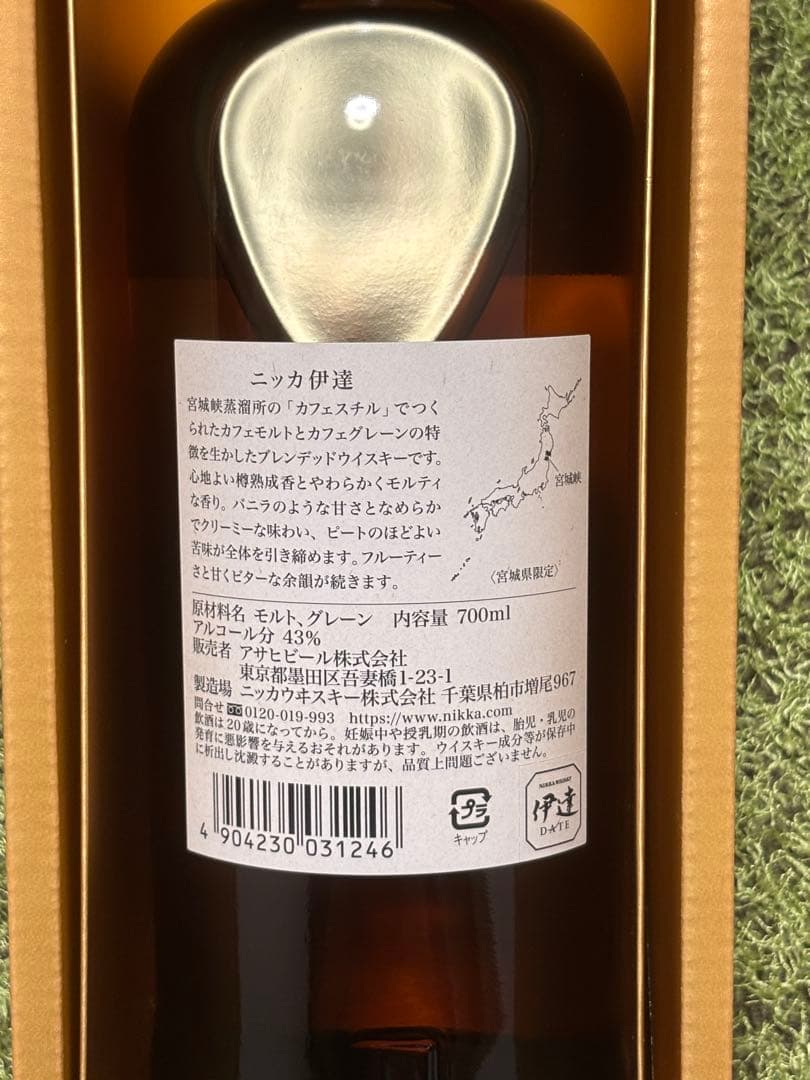 ニッカ伊達
宮城峡蒸溜所の「カフェスチル」でつく
られたカフェモルトとカフェグレーンの特
徴を生かしたブレンデッドウイスキーです。
心地よい樽熟成香とやわらかくモルティ
な香り。バニラのような甘さとなめらか
でクリーミーな味わい、ピートのほどよい
苦味が全体を引き締めます。フルーティー
さと甘くビターな余韻が続きます。
宮城峡
〈宮城県限定〉
原材料名 モルト、グレーン 内容量 700ml
アルコール分 43%
販売者 アサヒビール株式会社
東京都墨田区吾妻橋1-23-1
製造場 ニッカウヰスキー株式会社 千葉県柏市増尾967
問合せ 0120-019-993 https://www.nikka.com
飲酒は20歳になってから。妊娠中や授乳期の飲酒は、胎児・乳児の
発育に悪影響を与えるおそれがあります。ウイスキー成分等が保存中
に析出し沈澱することがありますが、品質上問題ございません。
4 904230 031246
プラ
キャップ
NIKKA WHISKY
伊達
DATE